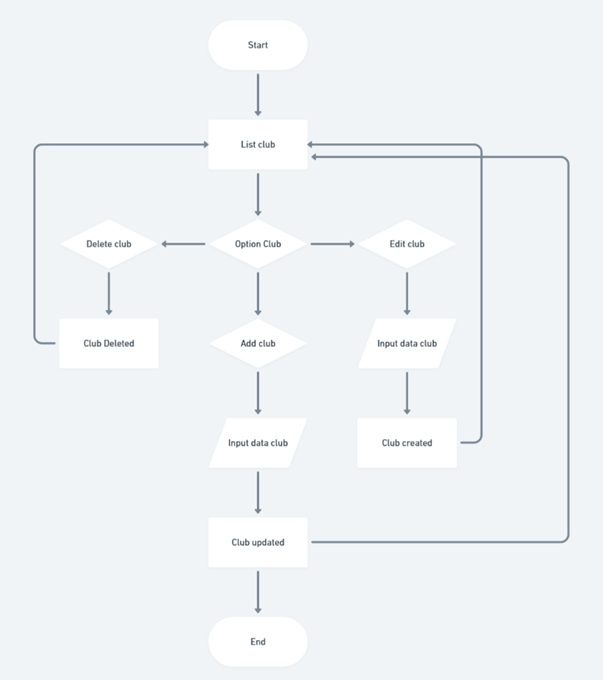 Start
List club
Delete club
Option Club
Edit club
Club Deleted
Add club
Input data club
Input data club
Club created
Club updated
End